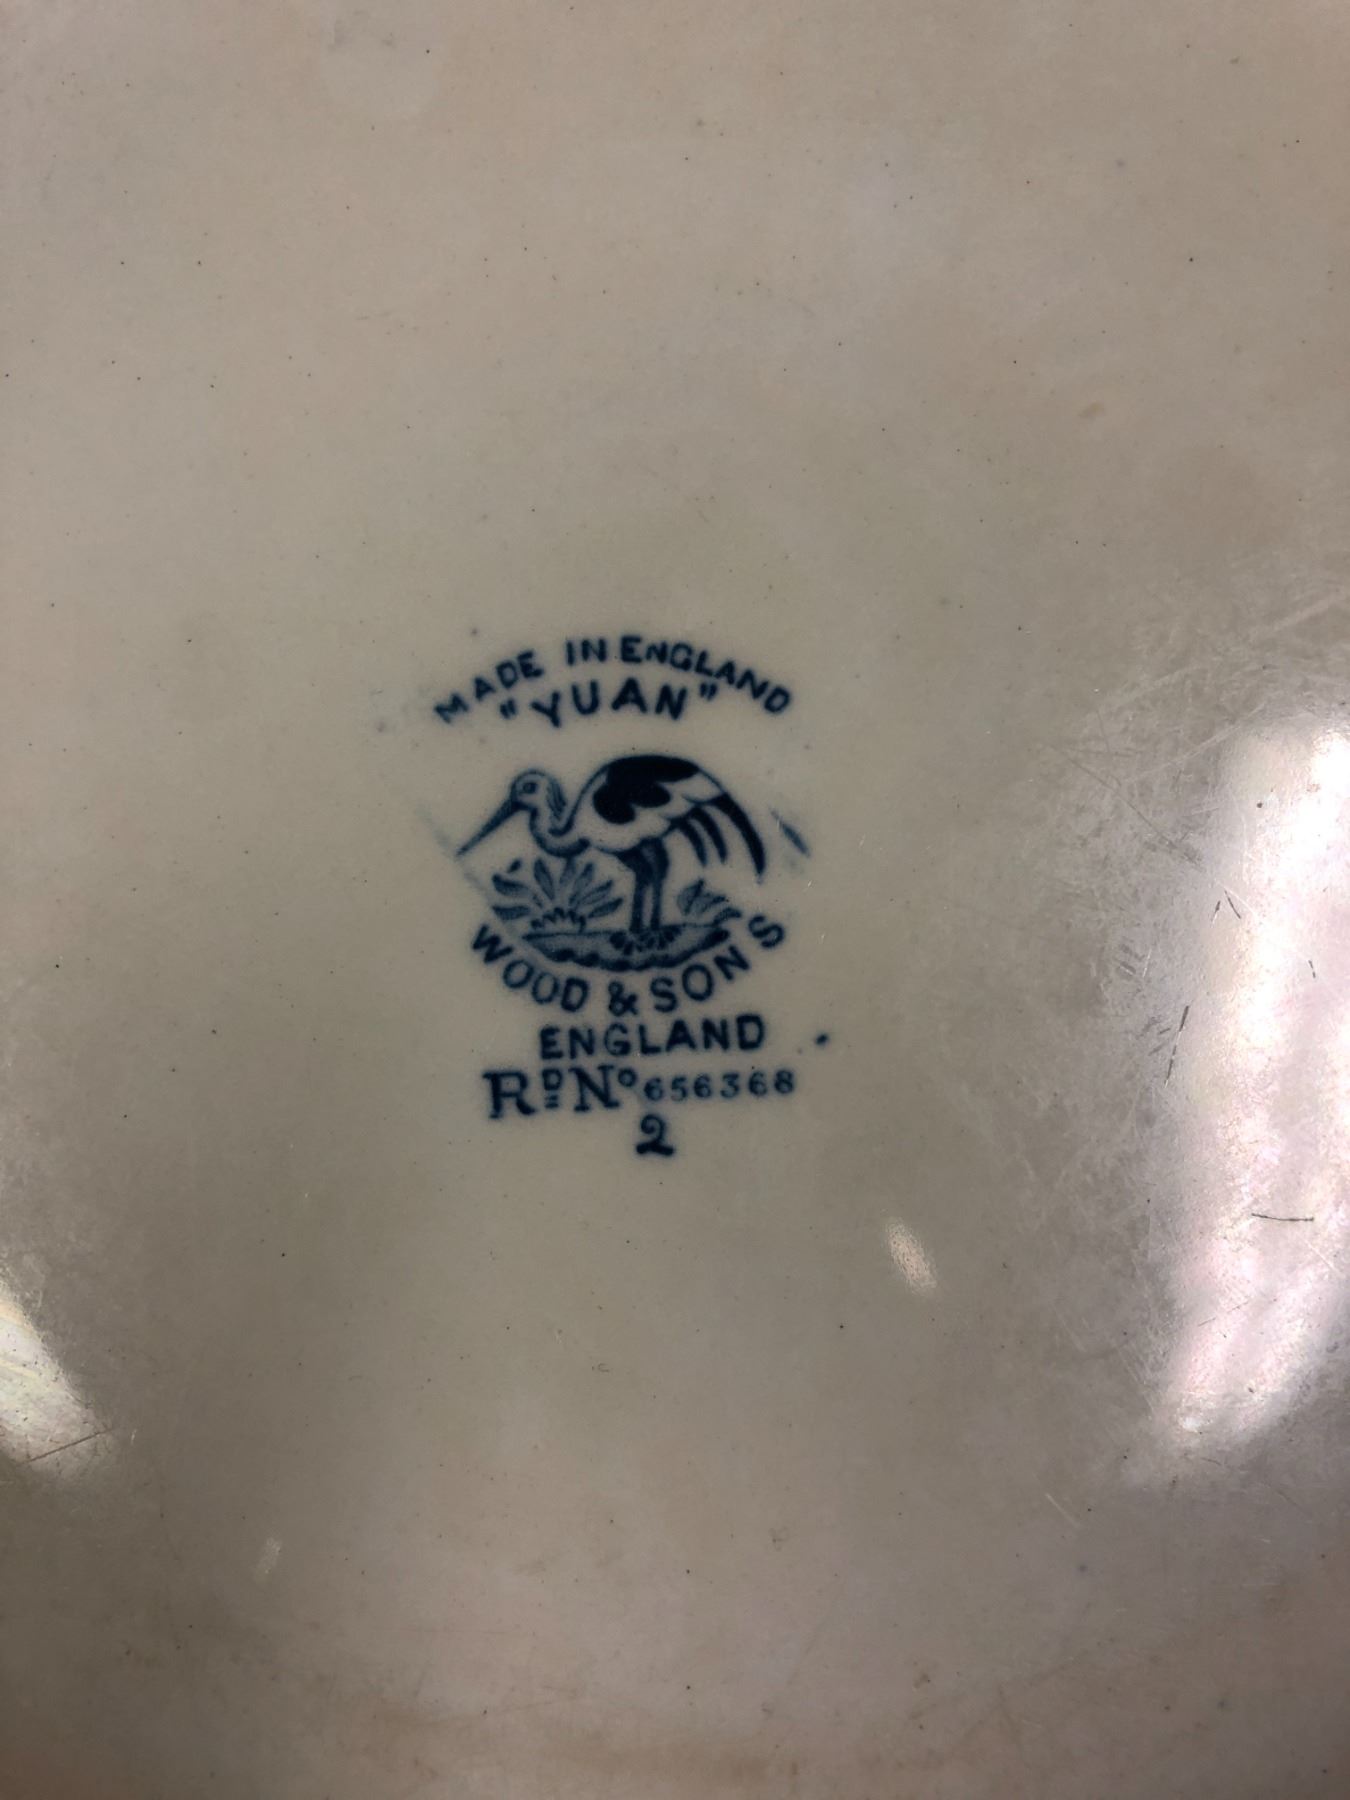 MADE IN ENGLAND
"YUAN"
WOOD & SONS
ENGLAND
RD No 656368
2